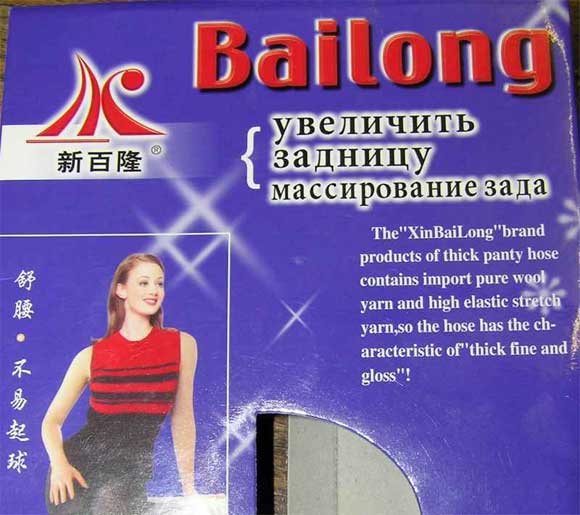 Bailong
新百隆®
{ увеличить
задницу
массирование зада
The"XinBaiLong"brand
products of thick panty hose
contains import pure wool
yarn and high elastic stretch
yarn,so the hose has the ch-
aracteristic of"thick fine and
gloss"!
舒腰·不易起球